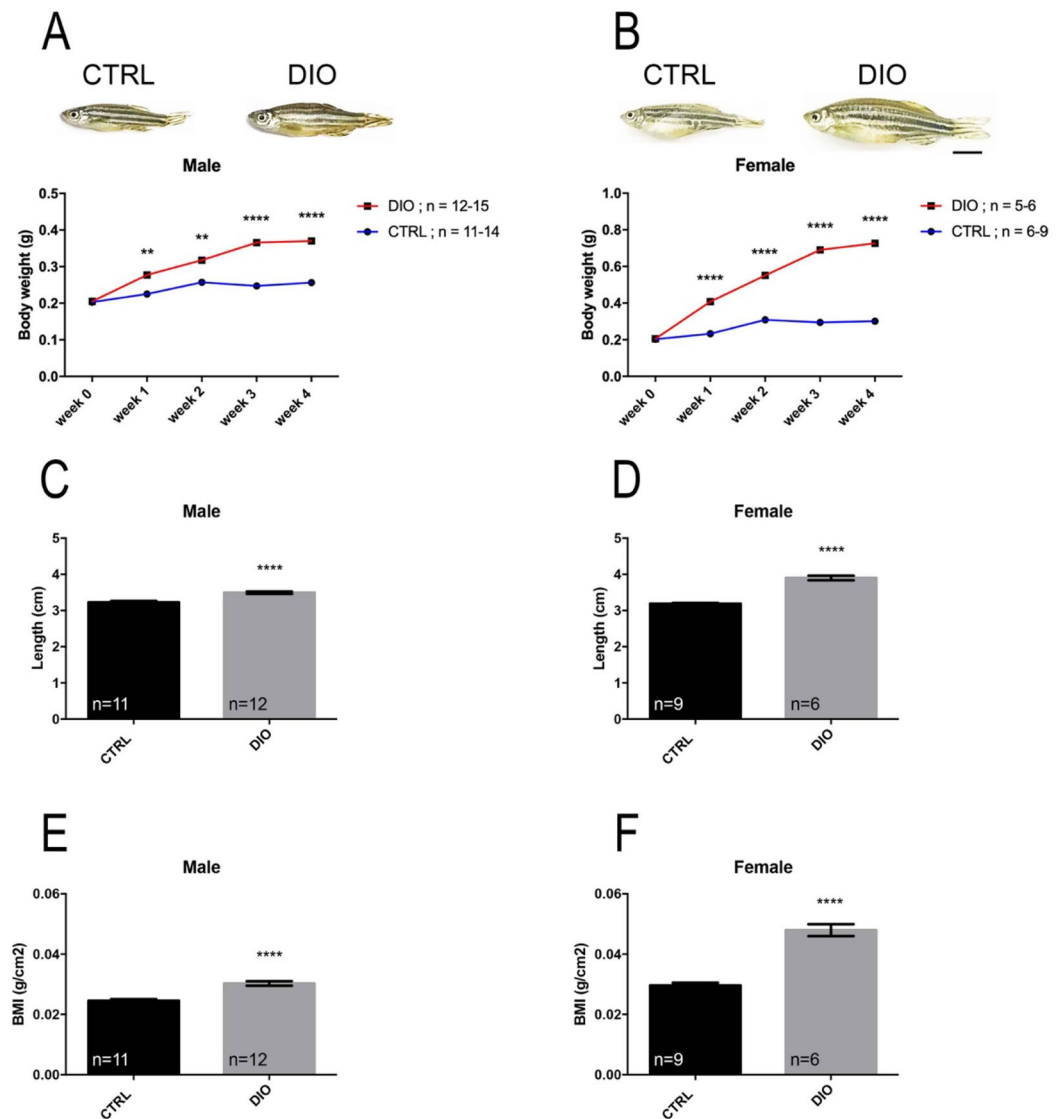 A
CTRL DIO
Male
Body weight (g)
0.5
0.4
0.3
0.2
0.1
0.0
** ** **** ****
DIO ; n = 12-15
CTRL ; n = 11-14
week 0 week 1 week 2 week 3 week 4
B
CTRL DIO
Female
Body weight (g)
1.0
0.8
0.6
0.4
0.2
0.0
**** **** **** ****
DIO ; n = 5-6
CTRL ; n = 6-9
week 0 week 1 week 2 week 3 week 4
C
Male
Length (cm)
5
4
3
2
1
0
****
n=11 n=12
CTRL DIO
D
Female
Length (cm)
5
4
3
2
1
0
****
n=9 n=6
CTRL DIO
E
Male
BMI (g/cm2)
0.06
0.04
0.02
0.00
****
n=11 n=12
CTRL DIO
F
Female
BMI (g/cm2)
0.06
0.04
0.02
0.00
****
n=9 n=6
CTRL DIO